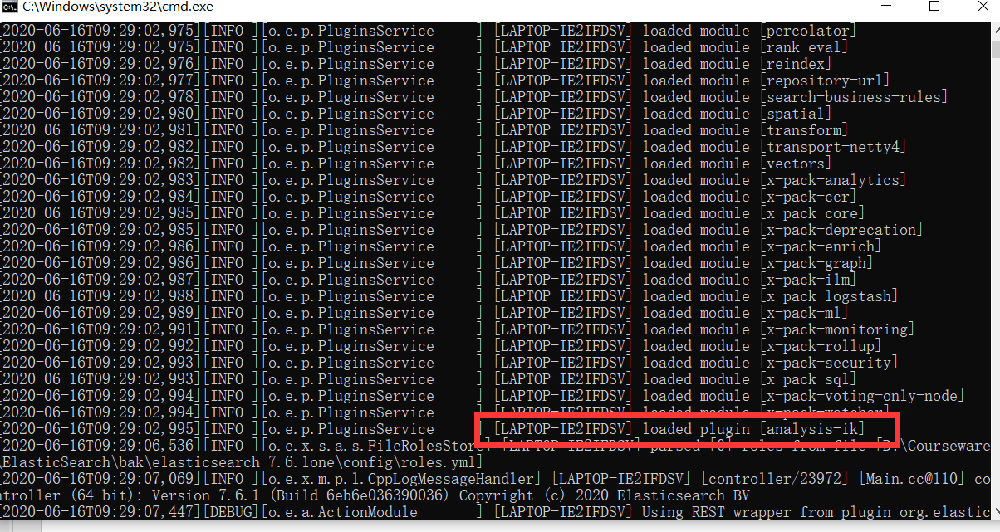 C:\Windows\system32\cmd.exe
[2020-06-16T09:29:02,975][INFO ][o.e.p.PluginsService     ] [LAPTOP-IE2IFDSV] loaded module [percolator]
[2020-06-16T09:29:02,975][INFO ][o.e.p.PluginsService     ] [LAPTOP-IE2IFDSV] loaded module [rank-eval]
[2020-06-16T09:29:02,976][INFO ][o.e.p.PluginsService     ] [LAPTOP-IE2IFDSV] loaded module [reindex]
[2020-06-16T09:29:02,977][INFO ][o.e.p.PluginsService     ] [LAPTOP-IE2IFDSV] loaded module [repository-url]
[2020-06-16T09:29:02,978][INFO ][o.e.p.PluginsService     ] [LAPTOP-IE2IFDSV] loaded module [search-business-rules]
[2020-06-16T09:29:02,980][INFO ][o.e.p.PluginsService     ] [LAPTOP-IE2IFDSV] loaded module [spatial]
[2020-06-16T09:29:02,981][INFO ][o.e.p.PluginsService     ] [LAPTOP-IE2IFDSV] loaded module [transform]
[2020-06-16T09:29:02,982][INFO ][o.e.p.PluginsService     ] [LAPTOP-IE2IFDSV] loaded module [transport-netty4]
[2020-06-16T09:29:02,982][INFO ][o.e.p.PluginsService     ] [LAPTOP-IE2IFDSV] loaded module [vectors]
[2020-06-16T09:29:02,983][INFO ][o.e.p.PluginsService     ] [LAPTOP-IE2IFDSV] loaded module [x-pack-analytics]
[2020-06-16T09:29:02,984][INFO ][o.e.p.PluginsService     ] [LAPTOP-IE2IFDSV] loaded module [x-pack-ccr]
[2020-06-16T09:29:02,985][INFO ][o.e.p.PluginsService     ] [LAPTOP-IE2IFDSV] loaded module [x-pack-core]
[2020-06-16T09:29:02,985][INFO ][o.e.p.PluginsService     ] [LAPTOP-IE2IFDSV] loaded module [x-pack-deprecation]
[2020-06-16T09:29:02,986][INFO ][o.e.p.PluginsService     ] [LAPTOP-IE2IFDSV] loaded module [x-pack-enrich]
[2020-06-16T09:29:02,986][INFO ][o.e.p.PluginsService     ] [LAPTOP-IE2IFDSV] loaded module [x-pack-graph]
[2020-06-16T09:29:02,987][INFO ][o.e.p.PluginsService     ] [LAPTOP-IE2IFDSV] loaded module [x-pack-ilm]
[2020-06-16T09:29:02,988][INFO ][o.e.p.PluginsService     ] [LAPTOP-IE2IFDSV] loaded module [x-pack-logstash]
[2020-06-16T09:29:02,989][INFO ][o.e.p.PluginsService     ] [LAPTOP-IE2IFDSV] loaded module [x-pack-ml]
[2020-06-16T09:29:02,991][INFO ][o.e.p.PluginsService     ] [LAPTOP-IE2IFDSV] loaded module [x-pack-monitoring]
[2020-06-16T09:29:02,992][INFO ][o.e.p.PluginsService     ] [LAPTOP-IE2IFDSV] loaded module [x-pack-rollup]
[2020-06-16T09:29:02,993][INFO ][o.e.p.PluginsService     ] [LAPTOP-IE2IFDSV] loaded module [x-pack-security]
[2020-06-16T09:29:02,993][INFO ][o.e.p.PluginsService     ] [LAPTOP-IE2IFDSV] loaded module [x-pack-sql]
[2020-06-16T09:29:02,994][INFO ][o.e.p.PluginsService     ] [LAPTOP-IE2IFDSV] loaded module [x-pack-voting-only-node]
[2020-06-16T09:29:02,994][INFO ][o.e.p.PluginsService     ] [LAPTOP-IE2IFDSV] loaded module [x-pack-watcher]
[2020-06-16T09:29:02,995][INFO ][o.e.p.PluginsService     ] [LAPTOP-IE2IFDSV] loaded plugin [analysis-ik]
[2020-06-16T09:29:06,536][INFO ][o.e.x.s.a.s.FileRolesStore] [LAPTOP-IE2IFDSV] parsed [0] roles from file [D:\Courseware
\ElasticSearch\bak\elasticsearch-7.6.1one\config\roles.yml]
[2020-06-16T09:29:07,069][INFO ][o.e.x.m.p.l.CppLogMessageHandler] [LAPTOP-IE2IFDSV] [controller/23972] [Main.cc@110] co
ntroller (64 bit): Version 7.6.1 (Build 6eb6e036390036) Copyright (c) 2020 Elasticsearch BV
[2020-06-16T09:29:07,447][DEBUG][o.e.a.ActionModule       ] [LAPTOP-IE2IFDSV] Using REST wrapper from plugin org.elastic